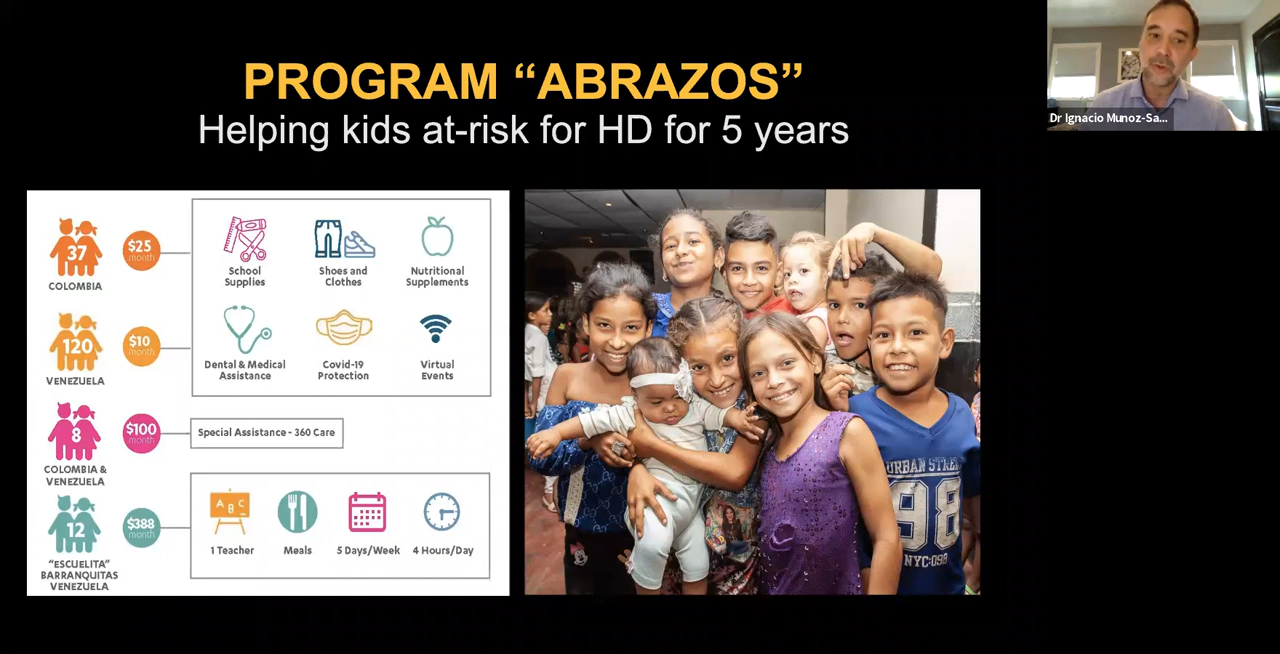 PROGRAM “ABRAZOS”
Helping kids at-risk for HD for 5 years
Dr Ignacio Munoz-Sa...
37
COLOMBIA
$25
month
School
Supplies
Shoes and
Clothes
Nutritional
Supplements
120
VENEZUELA
$10
month
Dental & Medical
Assistance
Covid-19
Protection
Virtual
Events
8
COLOMBIA &
VENEZUELA
$100
month
Special Assistance - 360 Care
12
“ESCUELITA”
BARRANQUITAS
VENEZUELA
$388
month
A B C
1 Teacher
Meals
5 Days/Week
4 Hours/Day
URBAN STREE
98
NYC:098